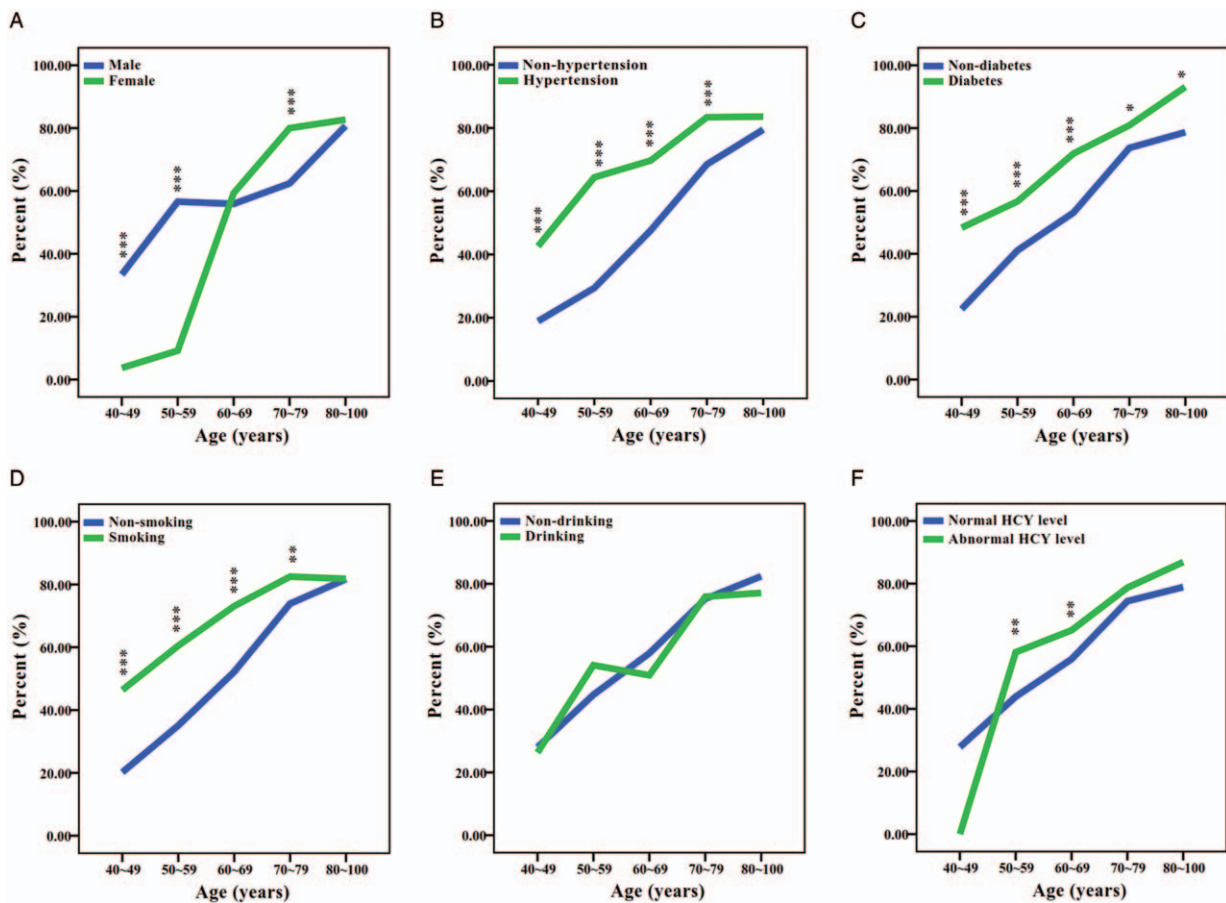 A
Male
Female
100.00
80.00
60.00
40.00
20.00
0.00
Percent (%)
***
***
***
40~49 50~59 60~69 70~79 80~100
Age (years)
B
Non-hypertension
Hypertension
100.00
80.00
60.00
40.00
20.00
0.00
Percent (%)
***
***
***
***
40~49 50~59 60~69 70~79 80~100
Age (years)
C
Non-diabetes
Diabetes
100.00
80.00
60.00
40.00
20.00
0.00
Percent (%)
***
***
***
*
*
40~49 50~59 60~69 70~79 80~100
Age (years)
D
Non-smoking
Smoking
100.00
80.00
60.00
40.00
20.00
0.00
Percent (%)
***
***
***
**
40~49 50~59 60~69 70~79 80~100
Age (years)
E
Non-drinking
Drinking
100.00
80.00
60.00
40.00
20.00
0.00
Percent (%)
40~49 50~59 60~69 70~79 80~100
Age (years)
F
Normal HCY level
Abnormal HCY level
100.00
80.00
60.00
40.00
20.00
0.00
Percent (%)
**
**
40~49 50~59 60~69 70~79 80~100
Age (years)